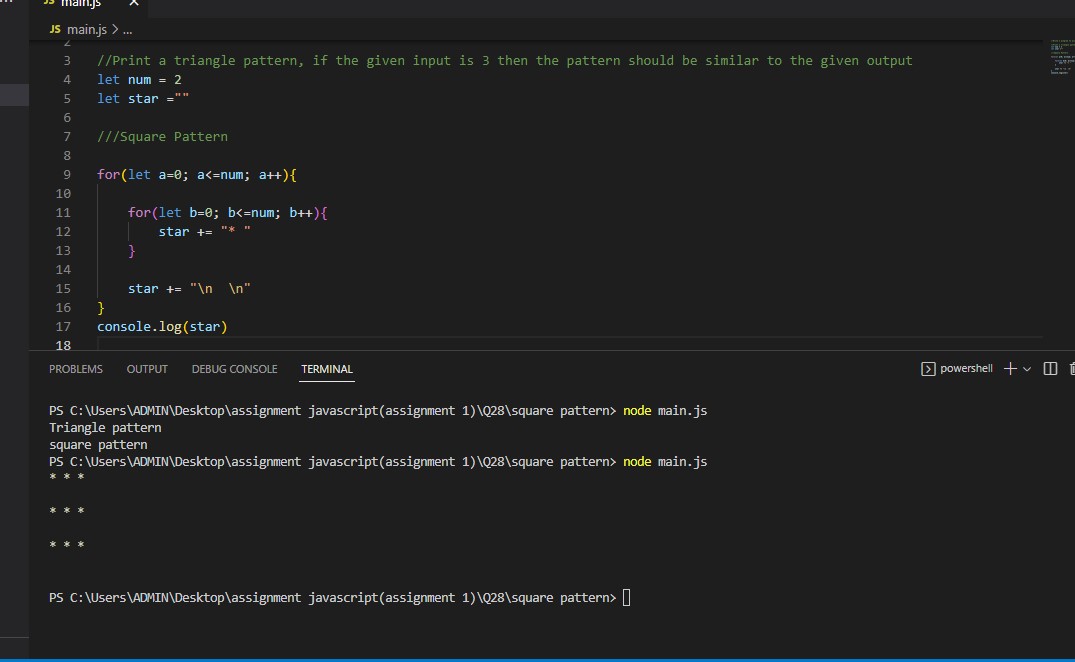 JS main.js ×
JS main.js > ...
2
3 //Print a triangle pattern, if the given input is 3 then the pattern should be similar to the given output
4 let num = 2
5 let star =""
6
7 ///Square Pattern
8
9 for(let a=0; a<=num; a++){
10
11 for(let b=0; b<=num; b++){
12 star += "* "
13 }
14
15 star += "\n  \n"
16 }
17 console.log(star)
18
PROBLEMS OUTPUT DEBUG CONSOLE TERMINAL powershell
PS C:\Users\ADMIN\Desktop\assignment javascript(assignment 1)\Q28\square pattern> node main.js
Triangle pattern
square pattern
PS C:\Users\ADMIN\Desktop\assignment javascript(assignment 1)\Q28\square pattern> node main.js
* * *
* * *
* * *
PS C:\Users\ADMIN\Desktop\assignment javascript(assignment 1)\Q28\square pattern>